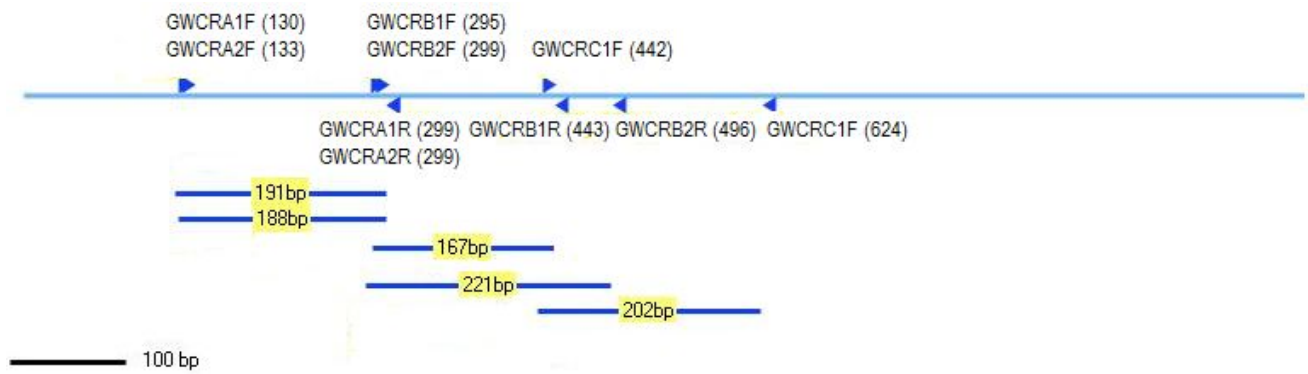 GWCRA1F (130) GWCRB1F (295)
GWCRA2F (133) GWCRB2F (299) GWCRC1F (442)
GWCRA1R (299) GWCRB1R (443) GWCRB2R (496) GWCRC1F (624)
GWCRA2R (299)
191bp
188bp
167bp
221bp
202bp
100 bp